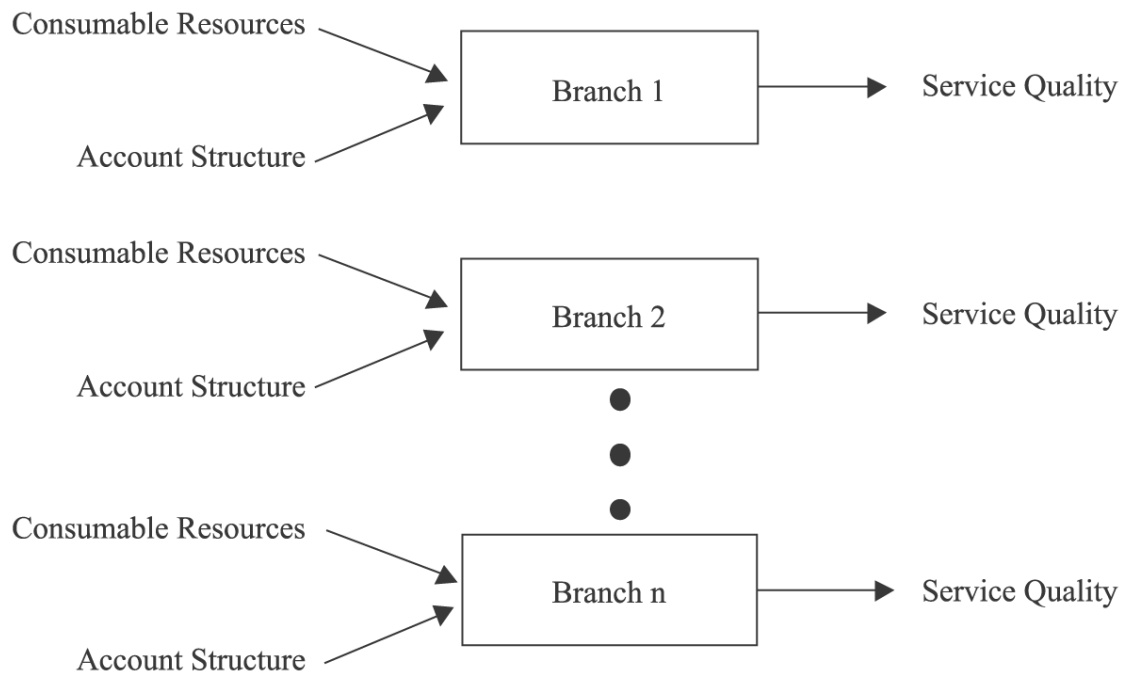 Consumable Resources
Branch 1
Service Quality
Account Structure
Consumable Resources
Branch 2
Service Quality
Account Structure
Consumable Resources
Branch n
Service Quality
Account Structure